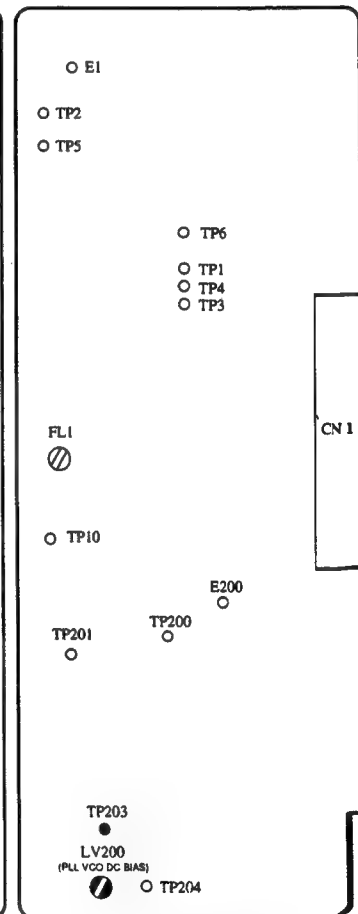 E1
TP2
TP5
TP6
TP1
TP4
TP3
CN 1
FL1
TP10
E200
TP200
TP201
TP203
LV200
(PLL VCO DC BIAS)
TP204